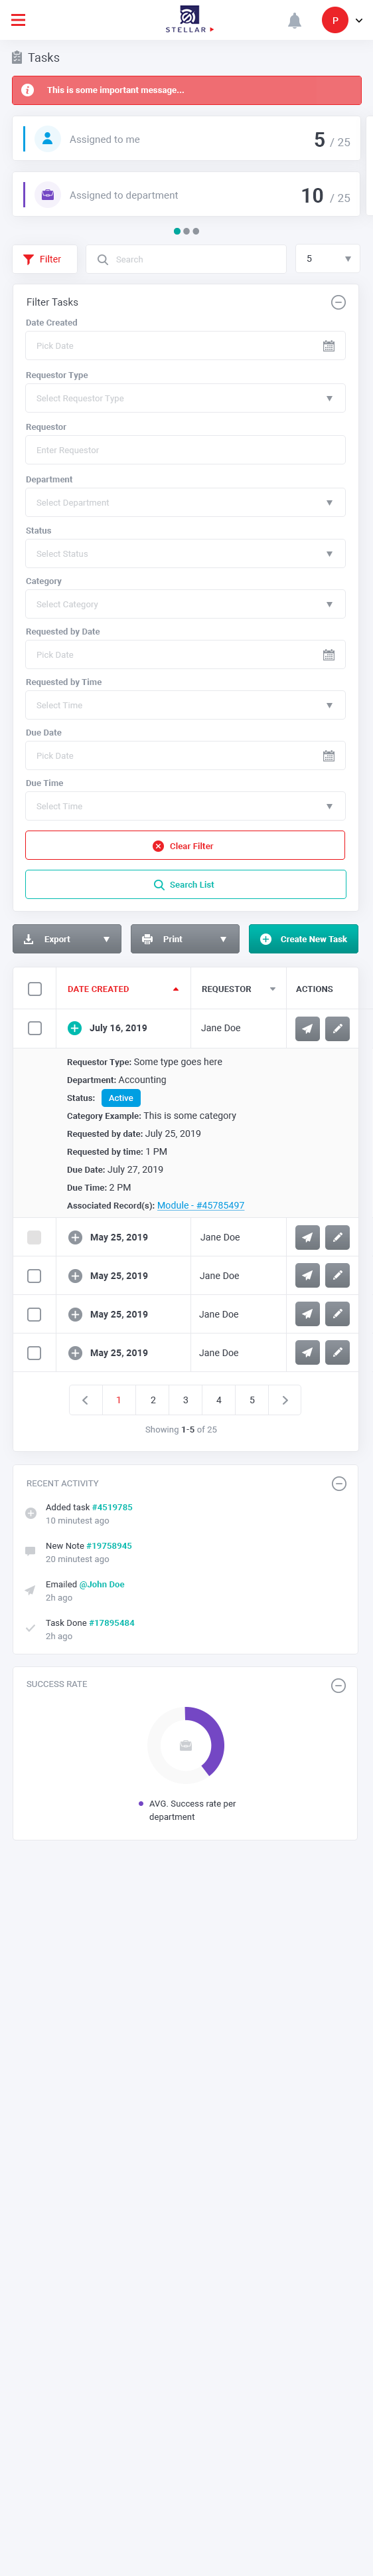 P
STELLAR
Tasks
This is some important message...
Assigned to me 5 / 25
Assigned to department 10 / 25
Filter Search 5
Filter Tasks
Date Created
Pick Date
Requestor Type
Select Requestor Type
Requestor
Enter Requestor
Department
Select Department
Status
Select Status
Category
Select Category
Requested by Date
Pick Date
Requested by Time
Select Time
Due Date
Pick Date
Due Time
Select Time
Clear Filter
Search List
Export Print Create New Task
DATE CREATED REQUESTOR ACTIONS
July 16, 2019 Jane Doe
Requestor Type: Some type goes here
Department: Accounting
Status: Active
Category Example: This is some category
Requested by date: July 25, 2019
Requested by time: 1 PM
Due Date: July 27, 2019
Due Time: 2 PM
Associated Record(s): Module - #45785497
May 25, 2019 Jane Doe
May 25, 2019 Jane Doe
May 25, 2019 Jane Doe
May 25, 2019 Jane Doe
1 2 3 4 5
Showing 1-5 of 25
RECENT ACTIVITY
Added task #4519785
10 minutest ago
New Note #19758945
20 minutest ago
Emailed @John Doe
2h ago
Task Done #17895484
2h ago
SUCCESS RATE
AVG. Success rate per
department